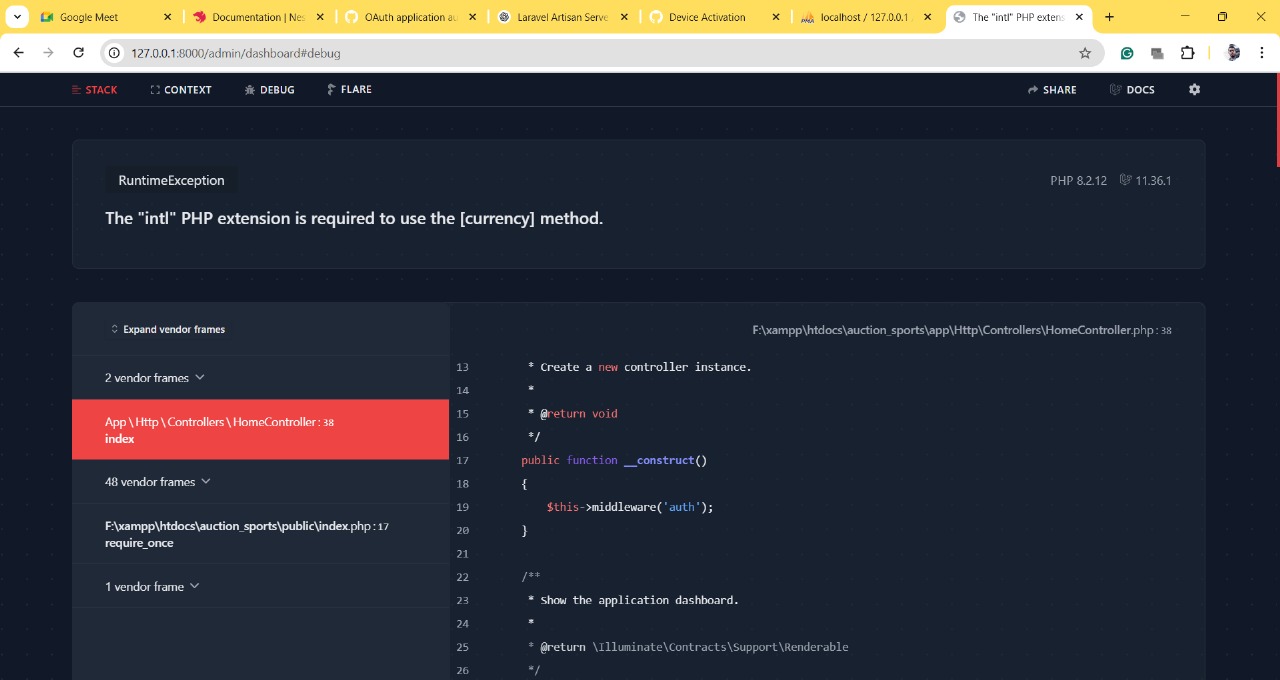 Google Meet
Documentation | Nes
OAuth application au
Laravel Artisan Serve
Device Activation
localhost / 127.0.0.1
The "intl" PHP extens
127.0.0.1:8000/admin/dashboard#debug
STACK
CONTEXT
DEBUG
FLARE
SHARE
DOCS
RuntimeException
PHP 8.2.12
11.36.1
The "intl" PHP extension is required to use the [currency] method.
Expand vendor frames
2 vendor frames
App \ Http \ Controllers \ HomeController : 38
index
48 vendor frames
F:\xampp\htdocs\auction_sports\public\index.php : 17
require_once
1 vendor frame
F:\xampp\htdocs\auction_sports\app\Http\Controllers\HomeController.php : 38
13 * Create a new controller instance.
14 *
15 * @return void
16 */
17 public function __construct()
18 {
19 $this->middleware('auth');
20 }
21
22 /**
23 * Show the application dashboard.
24 *
25 * @return \Illuminate\Contracts\Support\Renderable
26 */